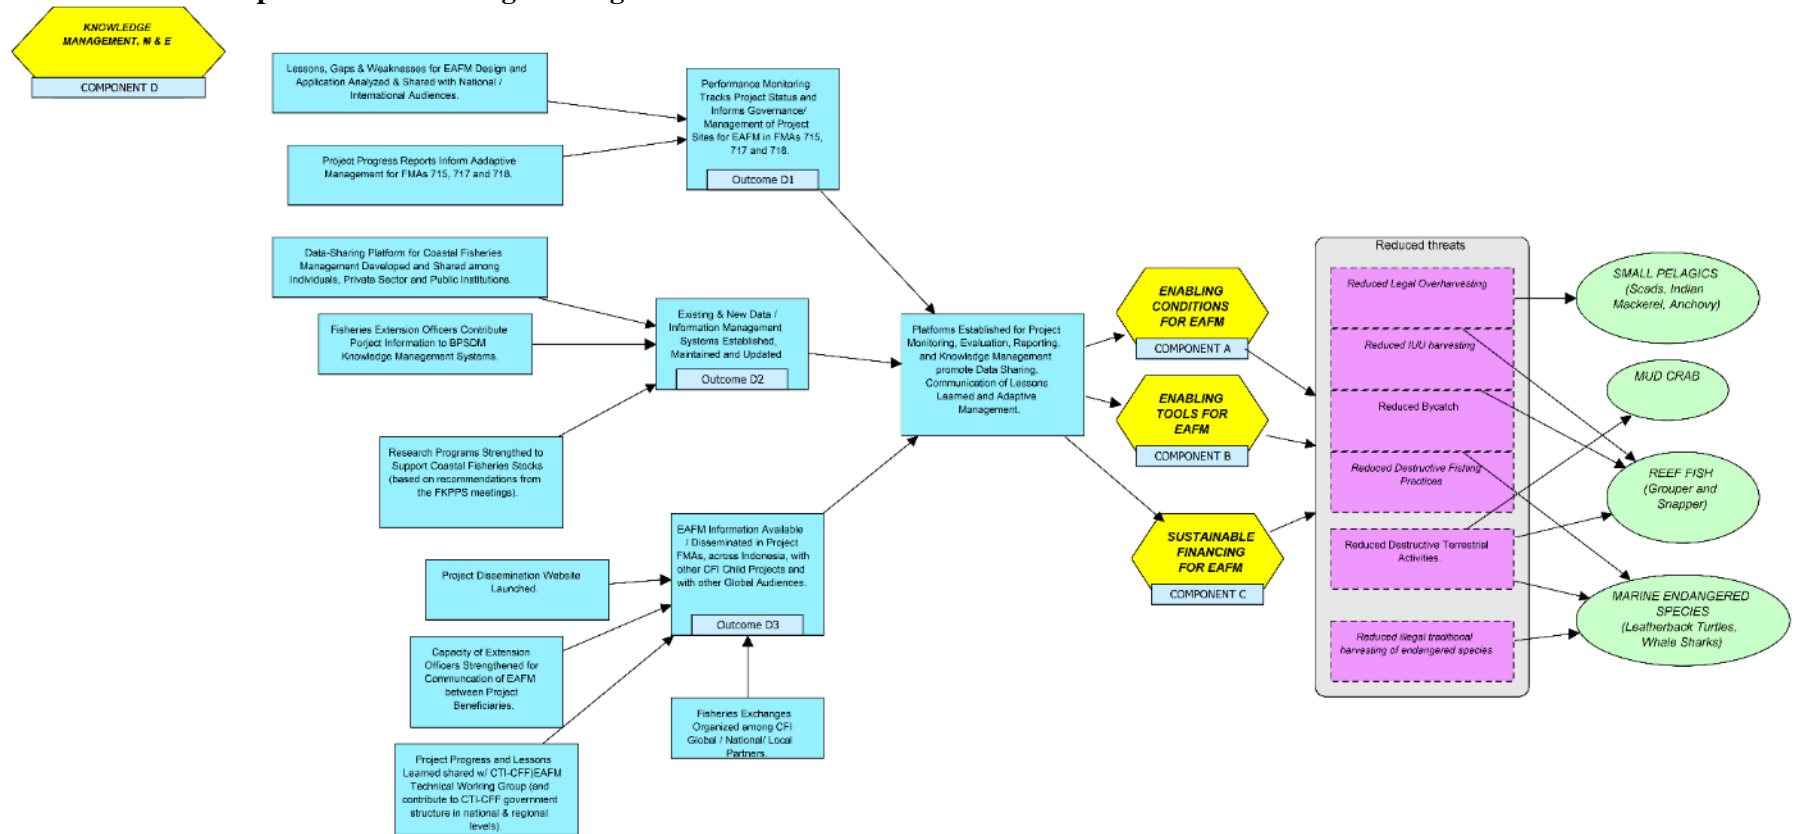 KNOWLEDGE
MANAGEMENT, M & E
COMPONENT D
Lessons, Gaps & Weaknesses for EAFM Design and
Application Analyzed & Shared with National /
International Audiences.
Project Progress Reports Inform Aadaptive
Management for FMAs 715, 717 and 718.
Performance Monitoring
Tracks Project Status and
Informs Governance/
Management of Project
Sites for EAFM in FMAs 715,
717 and 718.
Outcome D1
Data-Sharing Platform for Coastal Fisheries
Management Developed and Shared among
Individuals, Private Sector and Public Institutions.
Fisheries Extension Officers Contribute
Porject Information to BPSDM
Knowledge Management Systems.
Research Programs Strengthed to
Support Coastal Fisheries Stocks
(based on recommendations from
the FKPPS meetings).
Existing & New Data /
Information Management
Systems Established,
Maintained and Updated
Outcome D2
Project Dissemination Website
Launched.
Capacity of Extension
Officers Strengthened for
Communcation of EAFM
between Project
Beneficiaries.
Project Progress and Lessons
Learned shared w/ CTI-CFF)EAFM
Technical Working Group (and
contribute to CTI-CFF government
structure in national & regional
levels).
EAFM Information Available
/ Disseminated in Project
FMAs, across Indonesia, with
other CFI Child Projects and
with other Global Audiences.
Outcome D3
Fisheries Exchanges
Organized among CFI
Global / National/ Local
Partners.
Platforms Established for Project
Monitoring, Evaluation, Reporting,
and Knowledge Management
promote Data Sharing,
Communication of Lessons
Learned and Adaptive
Management.
ENABLING
CONDITIONS
FOR EAFM
COMPONENT A
ENABLING
TOOLS FOR
EAFM
COMPONENT B
SUSTAINABLE
FINANCING
FOR EAFM
COMPONENT C
Reduced threats
Reduced Legal Overharvesting
Reduced IUU harvesting
Reduced Bycatch
Reduced Destructive Fishing
Practices
Reduced Destructive Terrestrial
Activities.
Reduced illegal traditional
harvesting of endangered species
SMALL PELAGICS
(Scads, Indian
Mackerel, Anchovy)
MUD CRAB
REEF FISH
(Grouper and
Snapper)
MARINE ENDANGERED
SPECIES
(Leatherback Turtles,
Whale Sharks)